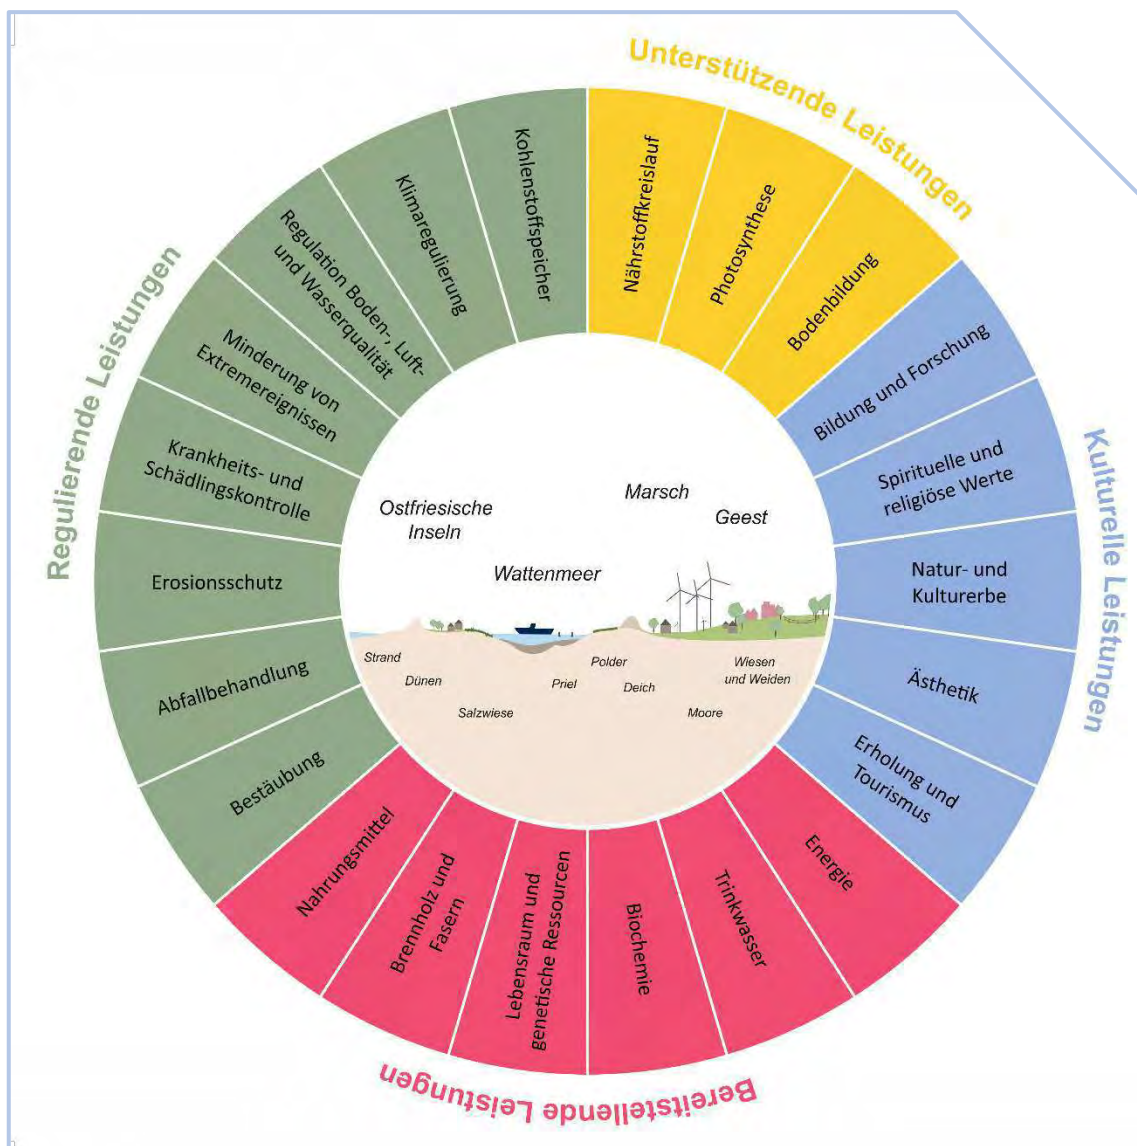 Unterstützende Leistungen
Nährstoffkreislauf
Photosynthese
Bodenbildung
Kulturelle Leistungen
Bildung und Forschung
Spirituelle und
religiöse Werte
Natur- und
Kulturerbe
Ästhetik
Erholung und
Tourismus
Bereitstellende Leistungen
Energie
Trinkwasser
Biochemie
Lebensraum und
genetische Ressourcen
Brennholz und
Fasern
Nahrungsmittel
Regulierende Leistungen
Bestäubung
Abfallbehandlung
Erosionsschutz
Krankheits- und
Schädlingskontrolle
Minderung von
Extremereignissen
Regulation Boden-, Luft-
und Wasserqualität
Klimaregulierung
Kohlenstoffspeicher
Ostfriesische
Inseln
Wattenmeer
Marsch
Geest
Strand
Dünen
Salzwiese
Priel
Polder
Deich
Moore
Wiesen
und Weiden